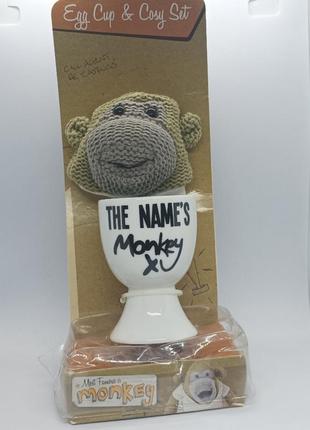 Egg Cup & Cosy Set
THE NAME'S
Monkey
Most Famous
monkey